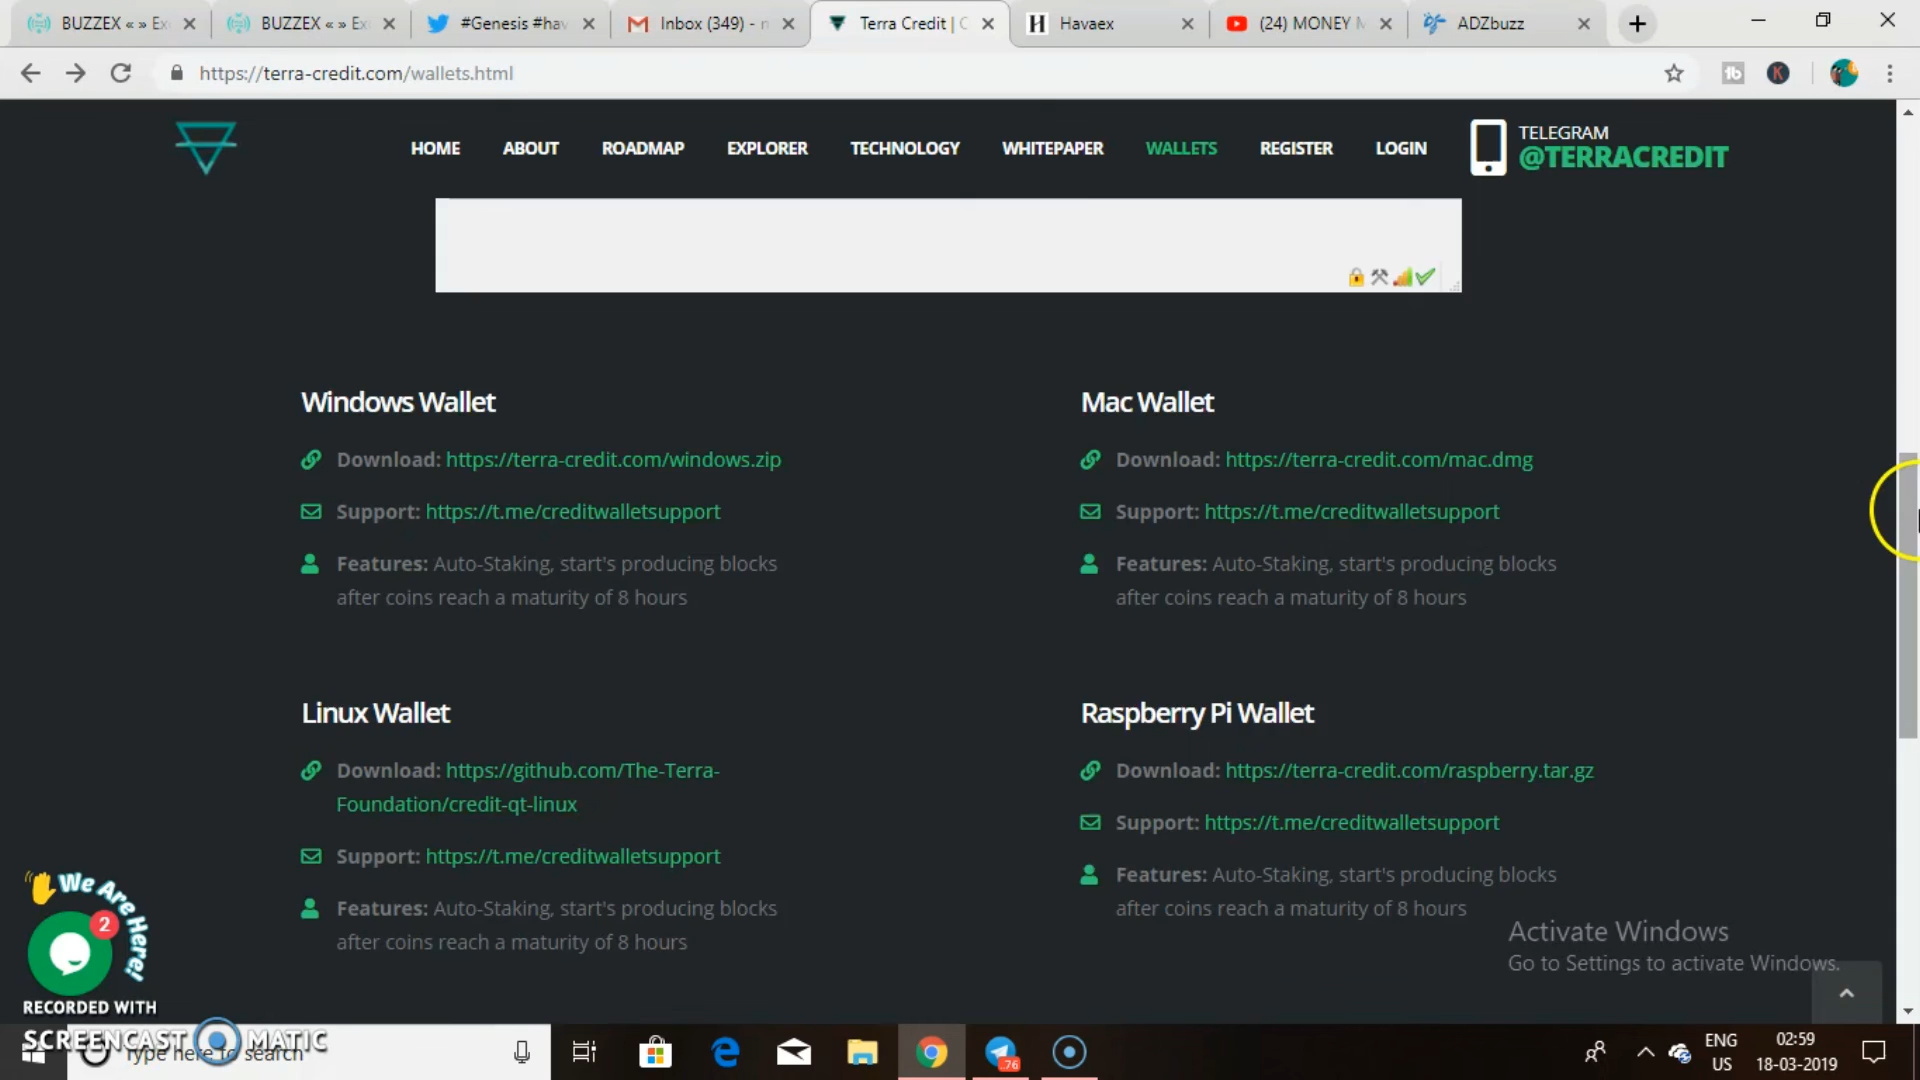 BUZZEX « » Ex
BUZZEX « » Ex
#Genesis #hav
Inbox (349) - n
Terra Credit | C
Havaex
(24) MONEY M
ADZbuzz
https://terra-credit.com/wallets.html
HOME
ABOUT
ROADMAP
EXPLORER
TECHNOLOGY
WHITEPAPER
WALLETS
REGISTER
LOGIN
TELEGRAM
@TERRACREDIT
Windows Wallet
Download: https://terra-credit.com/windows.zip
Support: https://t.me/creditwalletsupport
Features: Auto-Staking, start's producing blocks
after coins reach a maturity of 8 hours
Mac Wallet
Download: https://terra-credit.com/mac.dmg
Support: https://t.me/creditwalletsupport
Features: Auto-Staking, start's producing blocks
after coins reach a maturity of 8 hours
Linux Wallet
Download: https://github.com/The-Terra-
Foundation/credit-qt-linux
Support: https://t.me/creditwalletsupport
Features: Auto-Staking, start's producing blocks
after coins reach a maturity of 8 hours
Raspberry Pi Wallet
Download: https://terra-credit.com/raspberry.tar.gz
Support: https://t.me/creditwalletsupport
Features: Auto-Staking, start's producing blocks
after coins reach a maturity of 8 hours
We Are Here!
2
Activate Windows
Go to Settings to activate Windows.
RECORDED WITH
SCREENCAST MATIC
Type here to search
76
ENG
US
02:59
18-03-2019